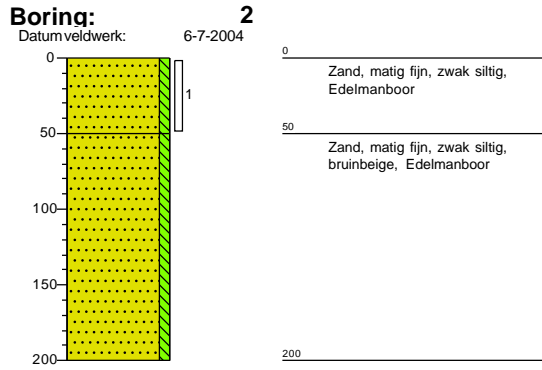 Boring: 2
Datum veldwerk: 6-7-2004
0
50
100
150
200
1
0
Zand, matig fijn, zwak siltig,
Edelmanboor
50
Zand, matig fijn, zwak siltig,
bruinbeige, Edelmanboor
200